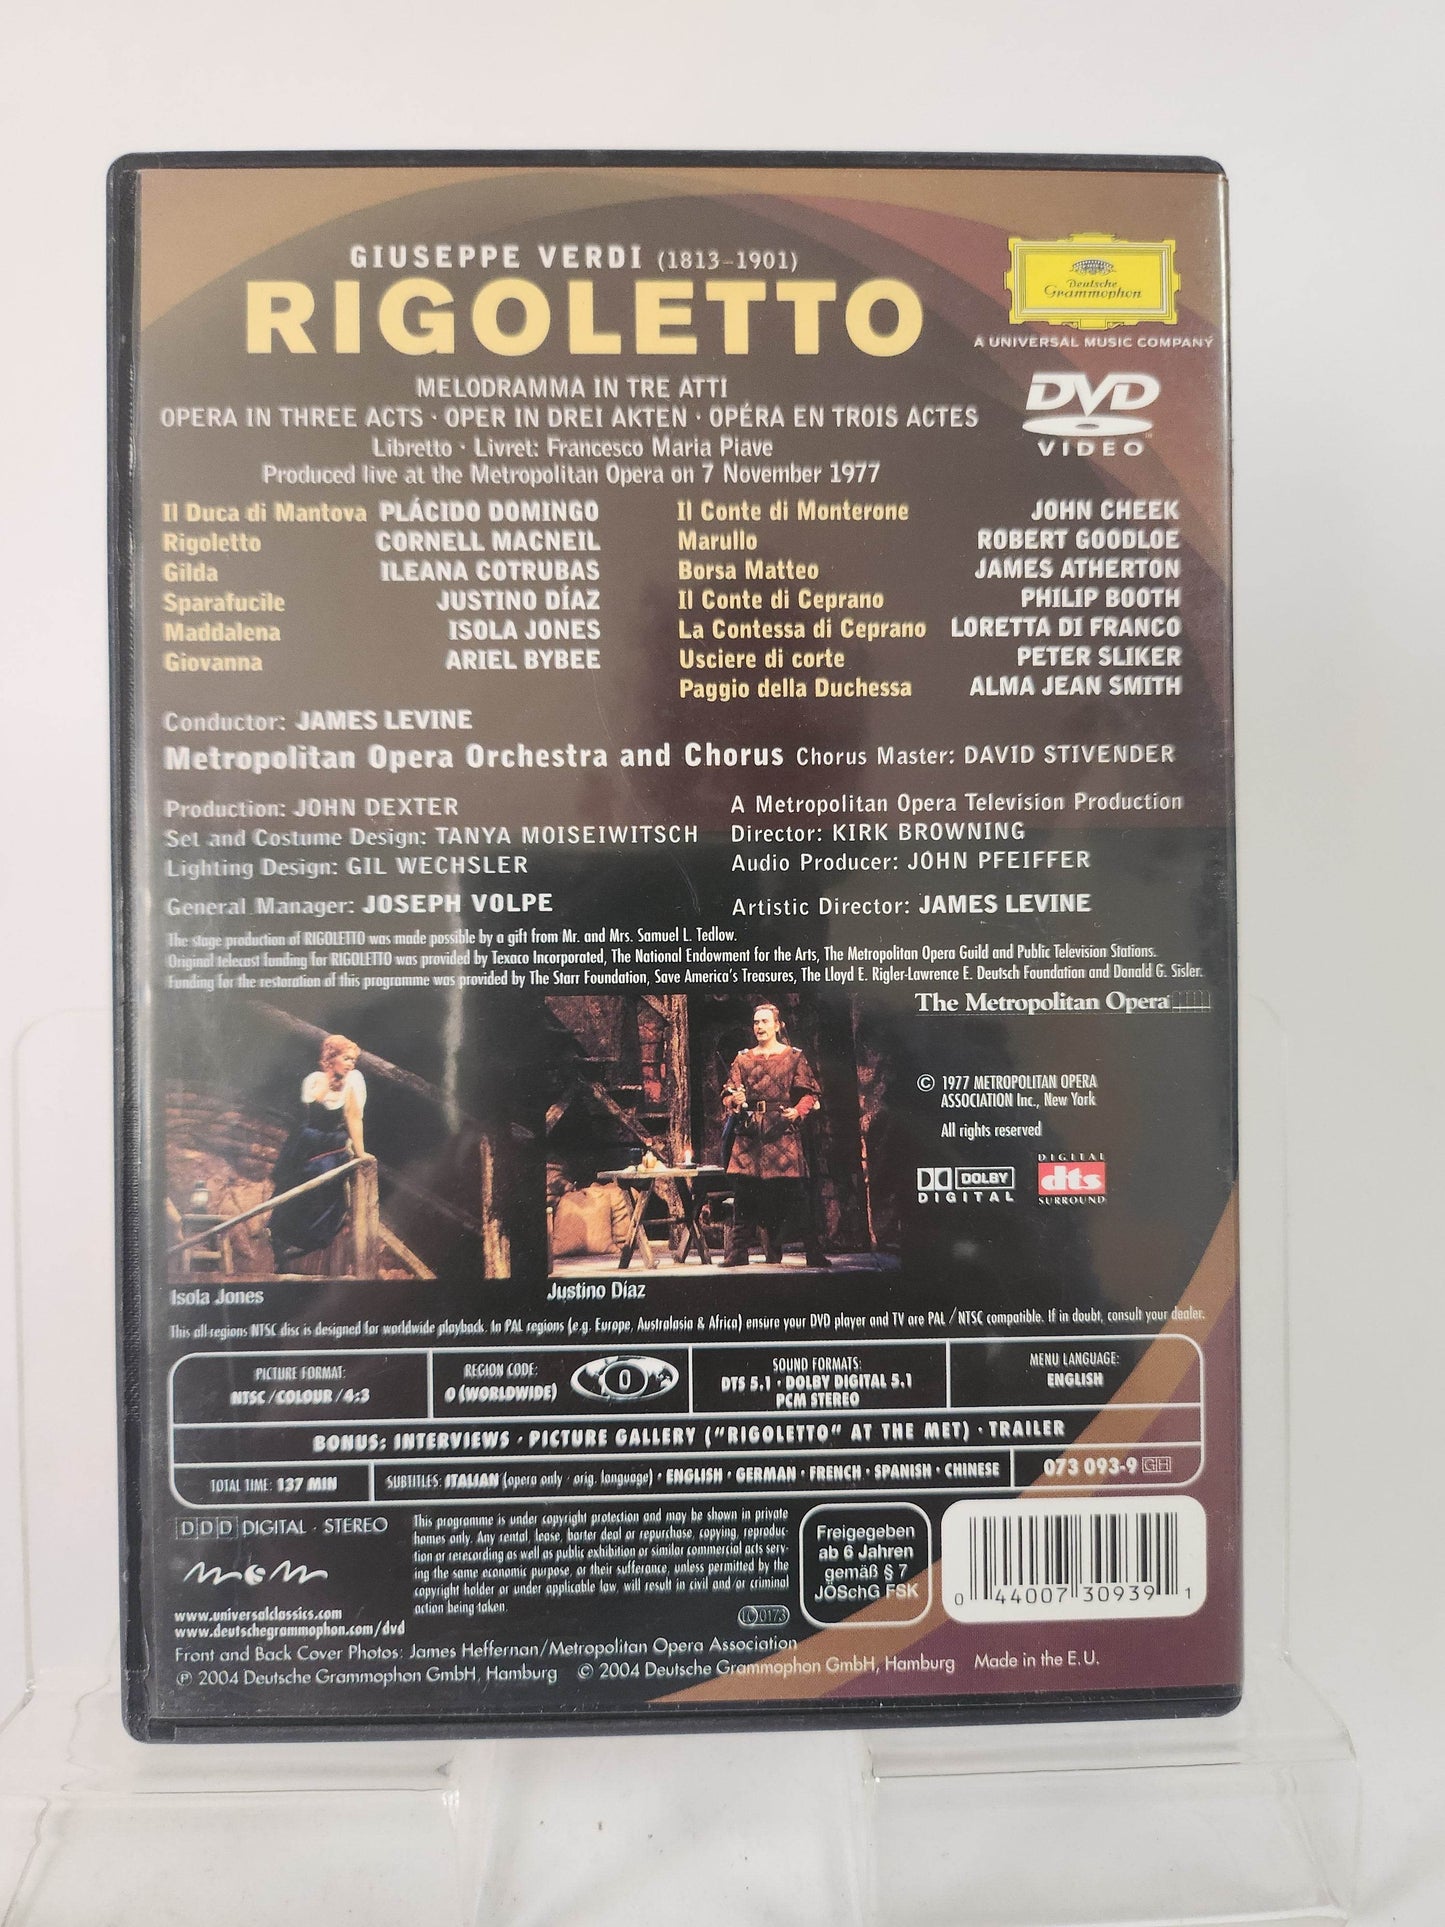 GIUSEPPE VERDI (1813–1901)
RIGOLETTO
Deutsche
Grammophon
A UNIVERSAL MUSIC COMPANY
DVD
VIDEO
MELODRAMMA IN TRE ATTI
OPERA IN THREE ACTS · OPER IN DREI AKTEN · OPÉRA EN TROIS ACTES
Libretto · Livret: Francesco Maria Piave
Produced live at the Metropolitan Opera on 7 November 1977
Il Duca di Mantova PLÁCIDO DOMINGO
Rigoletto CORNELL MACNEIL
Gilda ILEANA COTRUBAS
Sparafucile JUSTINO DÍAZ
Maddalena ISOLA JONES
Giovanna ARIEL BYBEE
Il Conte di Monterone JOHN CHEEK
Marullo ROBERT GOODLOE
Borsa Matteo JAMES ATHERTON
Il Conte di Ceprano PHILIP BOOTH
La Contessa di Ceprano LORETTA DI FRANCO
Usciere di corte PETER SLIKER
Paggio della Duchessa ALMA JEAN SMITH
Conductor: JAMES LEVINE
Metropolitan Opera Orchestra and Chorus Chorus Master: DAVID STIVENDER
Production: JOHN DEXTER
Set and Costume Design: TANYA MOISEIWITSCH
Lighting Design: GIL WECHSLER
General Manager: JOSEPH VOLPE
A Metropolitan Opera Television Production
Director: KIRK BROWNING
Audio Producer: JOHN PFEIFFER
Artistic Director: JAMES LEVINE
The stage production of RIGOLETTO was made possible by a gift from Mr. and Mrs. Samuel L. Tedlow.
Original telecast funding for RIGOLETTO was provided by Texaco Incorporated, The National Endowment for the Arts, The Metropolitan Opera Guild and Public Television Stations.
Funding for the restoration of this programme was provided by The Starr Foundation, Save America's Treasures, The Lloyd E. Rigler-Lawrence E. Deutsch Foundation and Donald G. Sisler.
The Metropolitan Opera
© 1977 METROPOLITAN OPERA
ASSOCIATION Inc., New York
All rights reserved
DOLBY
DIGITAL
DIGITAL
dts
SURROUND
Isola Jones
Justino Díaz
This all-regions NTSC disc is designed for worldwide playback. In PAL regions (e.g. Europe, Australasia & Africa) ensure your DVD player and TV are PAL/NTSC compatible. If in doubt, consult your dealer.
PICTURE FORMAT:
NTSC/COLOUR/4:3
REGION CODE:
0 (WORLDWIDE)
0
SOUND FORMATS:
DTS 5.1 · DOLBY DIGITAL 5.1
PCM STEREO
MENU LANGUAGE:
ENGLISH
BONUS: INTERVIEWS · PICTURE GALLERY ("RIGOLETTO" AT THE MET) · TRAILER
TOTAL TIME: 137 MIN
SUBTITLES: ITALIAN (opera only · orig. language) · ENGLISH · GERMAN · FRENCH · SPANISH · CHINESE
073 093-9 GH
DDD DIGITAL · STEREO
www.universalclassics.com
www.deutschegrammophon.com/dvd
This programme is under copyright protection and may be shown in private
homes only. Any rental, lease, barter deal or repurchase, copying, reproduc-
tion or rerecording as well as public exhibition or similar commercial acts serv-
ing the same economic purpose, or their sufferance, unless permitted by the
copyright holder or under applicable law, will result in civil and/or criminal
action being taken.
LC 0173
Freigegeben
ab 6 Jahren
gemäß § 7
JÖSchG FSK
0 44007 30939 1
Front and Back Cover Photos: James Heffernan/Metropolitan Opera Association
℗ 2004 Deutsche Grammophon GmbH, Hamburg © 2004 Deutsche Grammophon GmbH, Hamburg Made in the E.U.